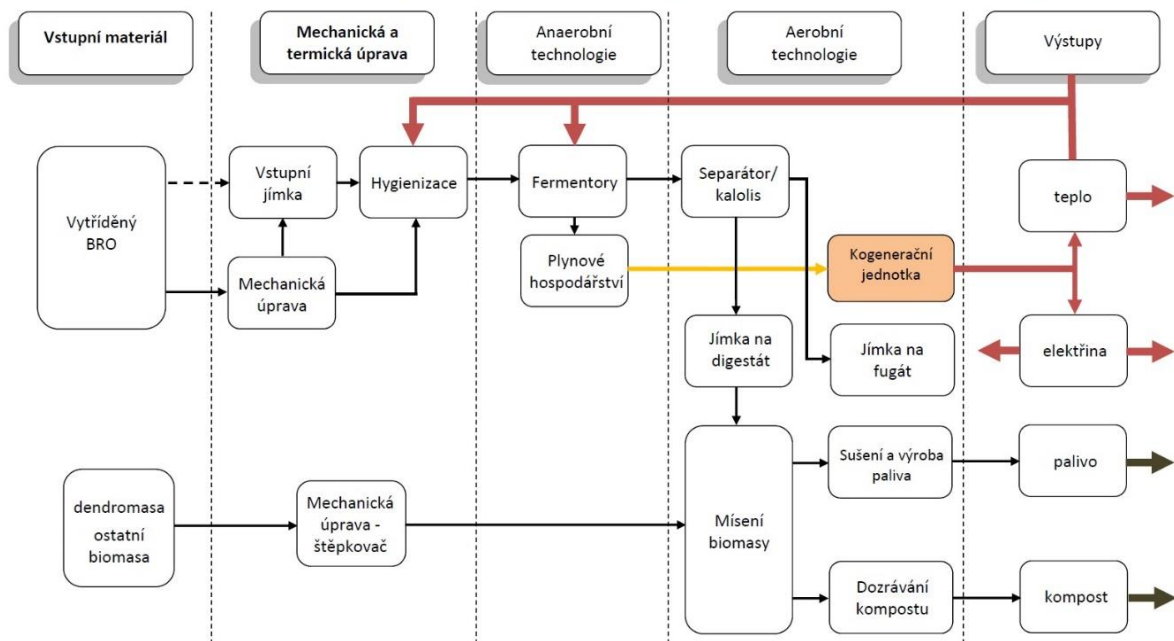 Vstupní materiál
Mechanická a
termická úprava
Anaerobní
technologie
Aerobní
technologie
Výstupy
Vytříděný
BRO
Vstupní
jímka
Hygienizace
Fermentory
Separátor/
kalolis
teplo
Mechanická
úprava
Plynové
hospodářství
Kogenerační
jednotka
Jímka na
digestát
Jímka na
fugát
elektřina
dendromasa
ostatní
biomasa
Mechanická
úprava -
štěpkovač
Mísení
biomasy
Sušení a výroba
paliva
palivo
Dozrávání
kompostu
kompost